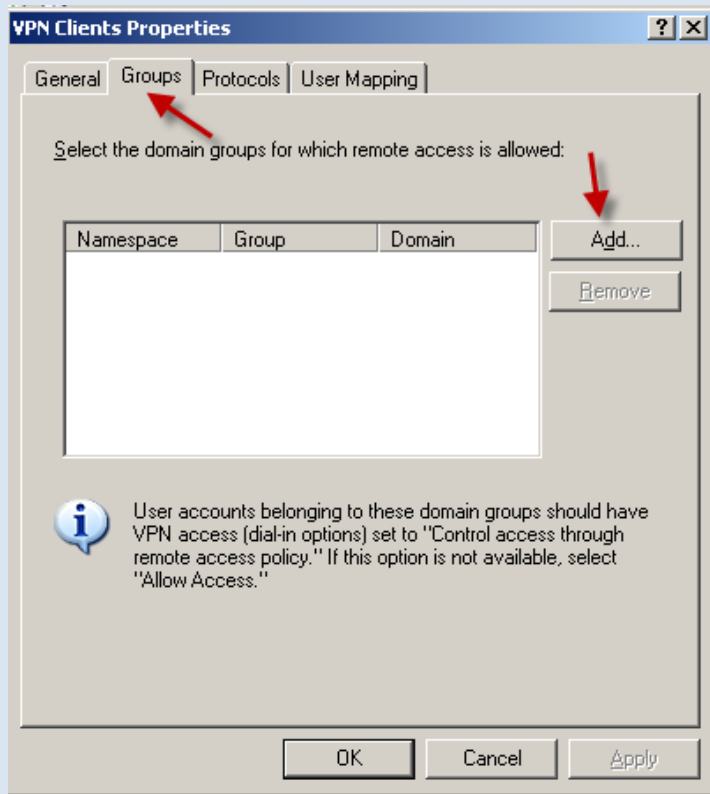 VPN Clients Properties
General Groups Protocols User Mapping
Select the domain groups for which remote access is allowed:
Namespace Group Domain
Add...
Remove
User accounts belonging to these domain groups should have
VPN access (dial-in options) set to "Control access through
remote access policy." If this option is not available, select
"Allow Access."
OK Cancel Apply